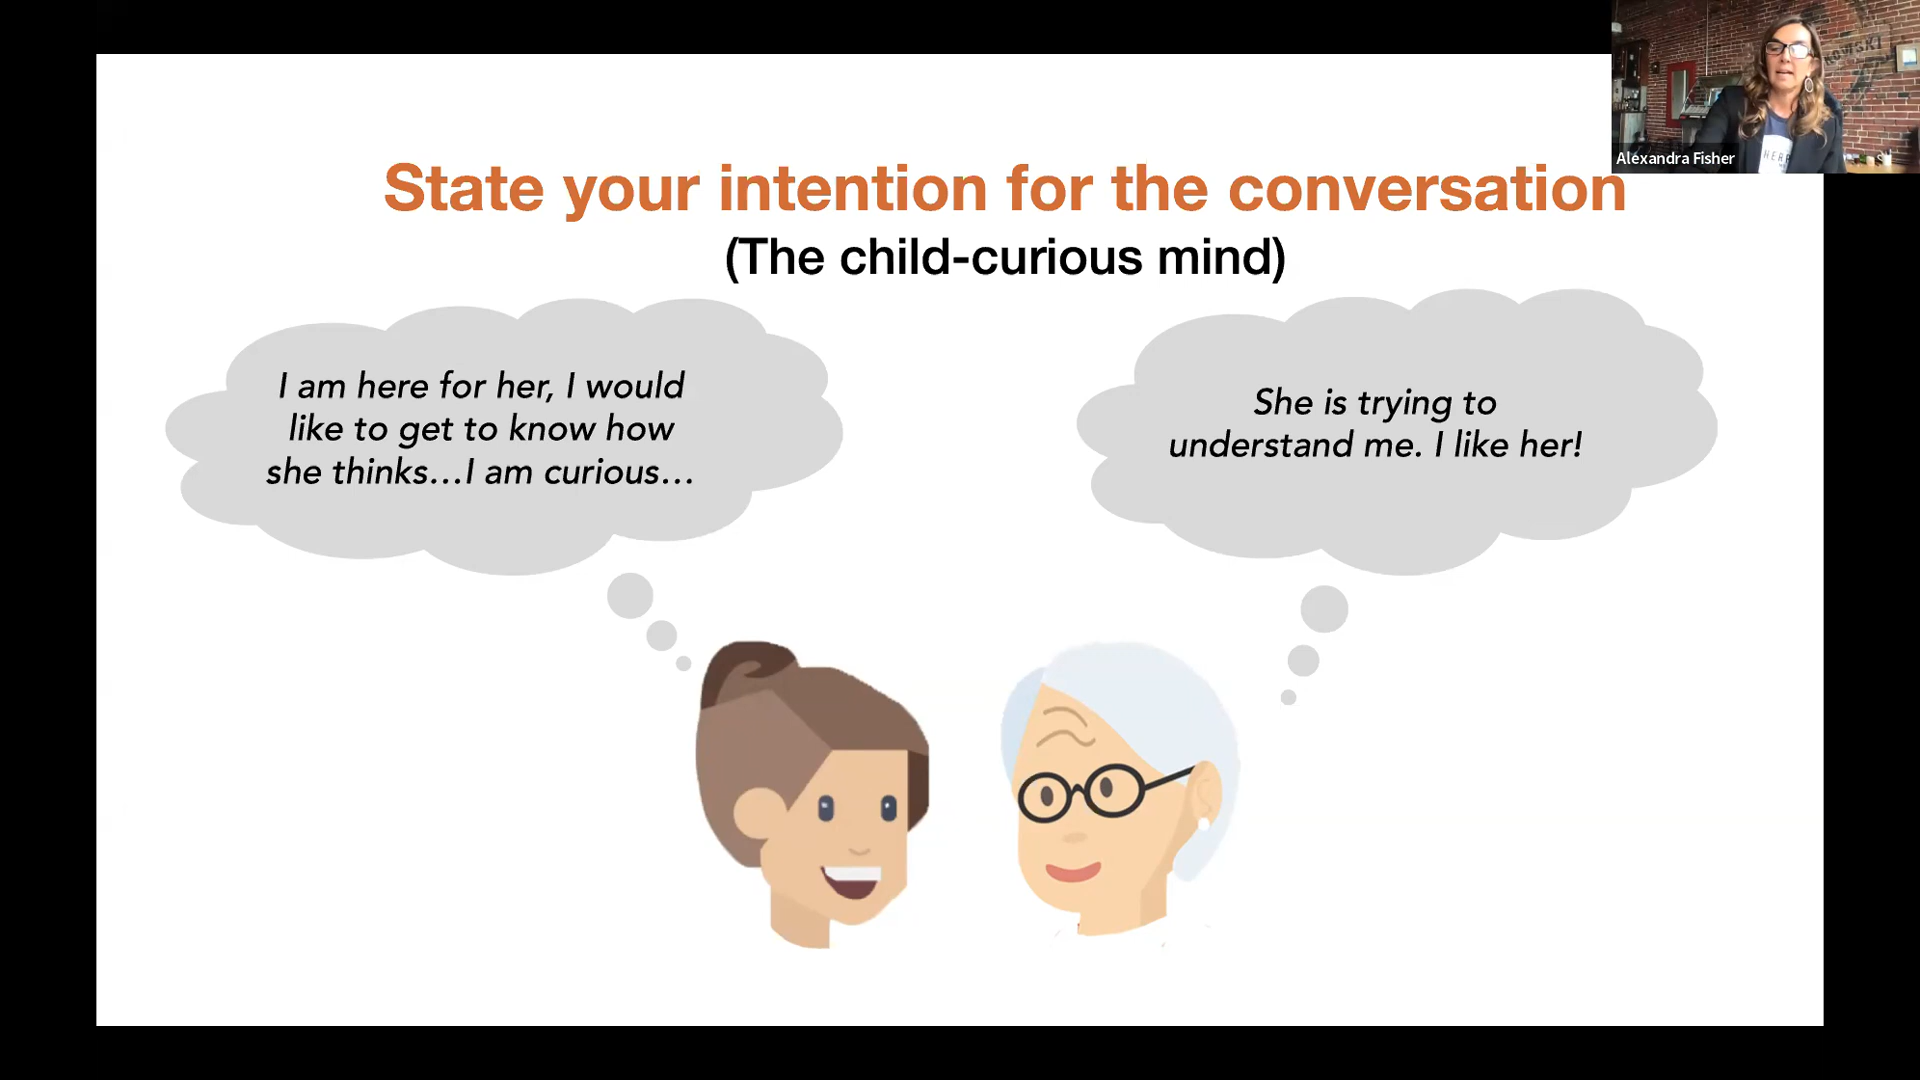 State your intention for the conversation
(The child-curious mind)
I am here for her, I would
like to get to know how
she thinks...I am curious...
She is trying to
understand me. I like her!
Alexandra Fisher